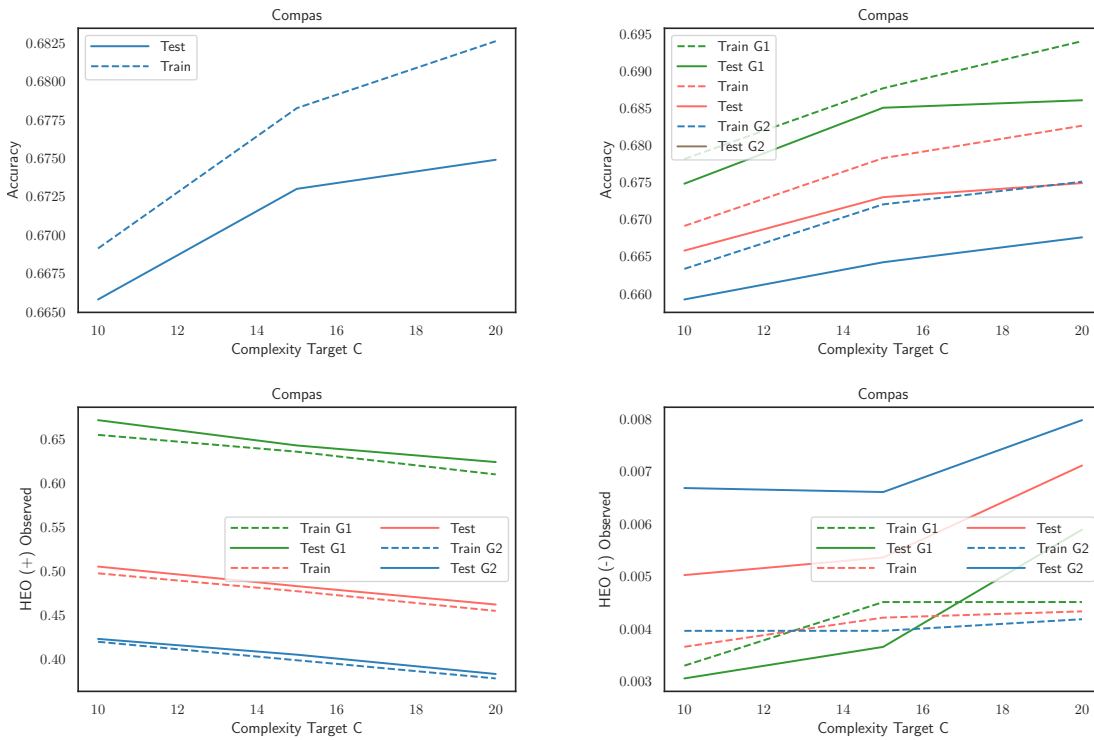 Compas
0.6825
0.6800
0.6775
0.6750
0.6725
0.6700
0.6675
0.6650
Accuracy
Test
Train
10 12 14 16 18 20
Complexity Target C
Compas
0.695
0.690
0.685
0.680
0.675
0.670
0.665
0.660
Accuracy
Train G1
Test G1
Train
Test
Train G2
Test G2
10 12 14 16 18 20
Complexity Target C
Compas
0.65
0.60
0.55
0.50
0.45
0.40
HEO (+) Observed
Train G1 Test
Test G1 Train G2
Train Test G2
10 12 14 16 18 20
Complexity Target C
Compas
0.008
0.007
0.006
0.005
0.004
0.003
HEO (-) Observed
Train G1 Test
Test G1 Train G2
Train Test G2
10 12 14 16 18 20
Complexity Target C